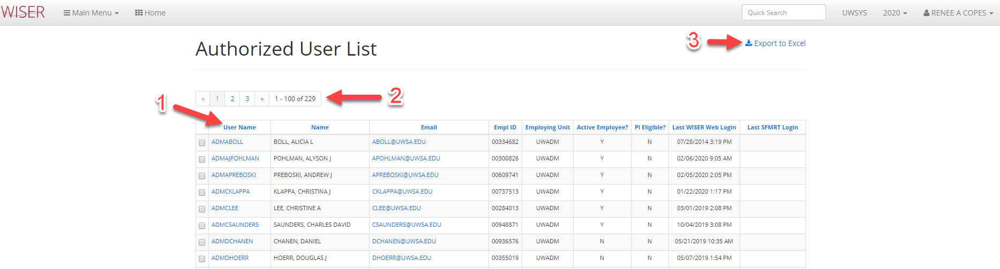 WISER Main Menu Home Quick Search UWSYS 2020 RENEE A COPES
3 Export to Excel
Authorized User List
« 1 2 3 » 1 - 100 of 229 2
1
User Name Name Email Empl ID Employing Unit Active Employee? PI Eligible? Last WISER Web Login Last SFMRT Login
ADMABOLL BOLL, ALICIA L ABOLL@UWSA.EDU 00334682 UWADM Y N 07/28/2014 3:19 PM
ADMAJPOHLMAN POHLMAN, ALYSON J APOHLMAN@UWSA.EDU 00300826 UWADM Y N 02/06/2020 9:05 AM
ADMAPREBOSKI PREBOSKI, ANDREW J APREBOSKI@UWSA.EDU 00609741 UWADM Y N 02/05/2020 2:05 PM
ADMCKLAPPA KLAPPA, CHRISTINA J CKLAPPA@UWSA.EDU 00737513 UWADM Y N 01/22/2020 1:17 PM
ADMCLEE LEE, CHRISTINE A CLEE@UWSA.EDU 00284013 UWADM Y N 03/01/2019 2:08 PM
ADMCSAUNDERS SAUNDERS, CHARLES DAVID CSAUNDERS@UWSA.EDU 00948871 UWADM Y N 10/04/2019 3:08 PM
ADMDCHANEN CHANEN, DANIEL DCHANEN@UWSA.EDU 00936576 UWADM N N 05/21/2019 10:35 AM
ADMDHOERR HOERR, DOUGLAS J DHOERR@UWSA.EDU 00355019 UWADM N N 05/07/2019 1:54 PM